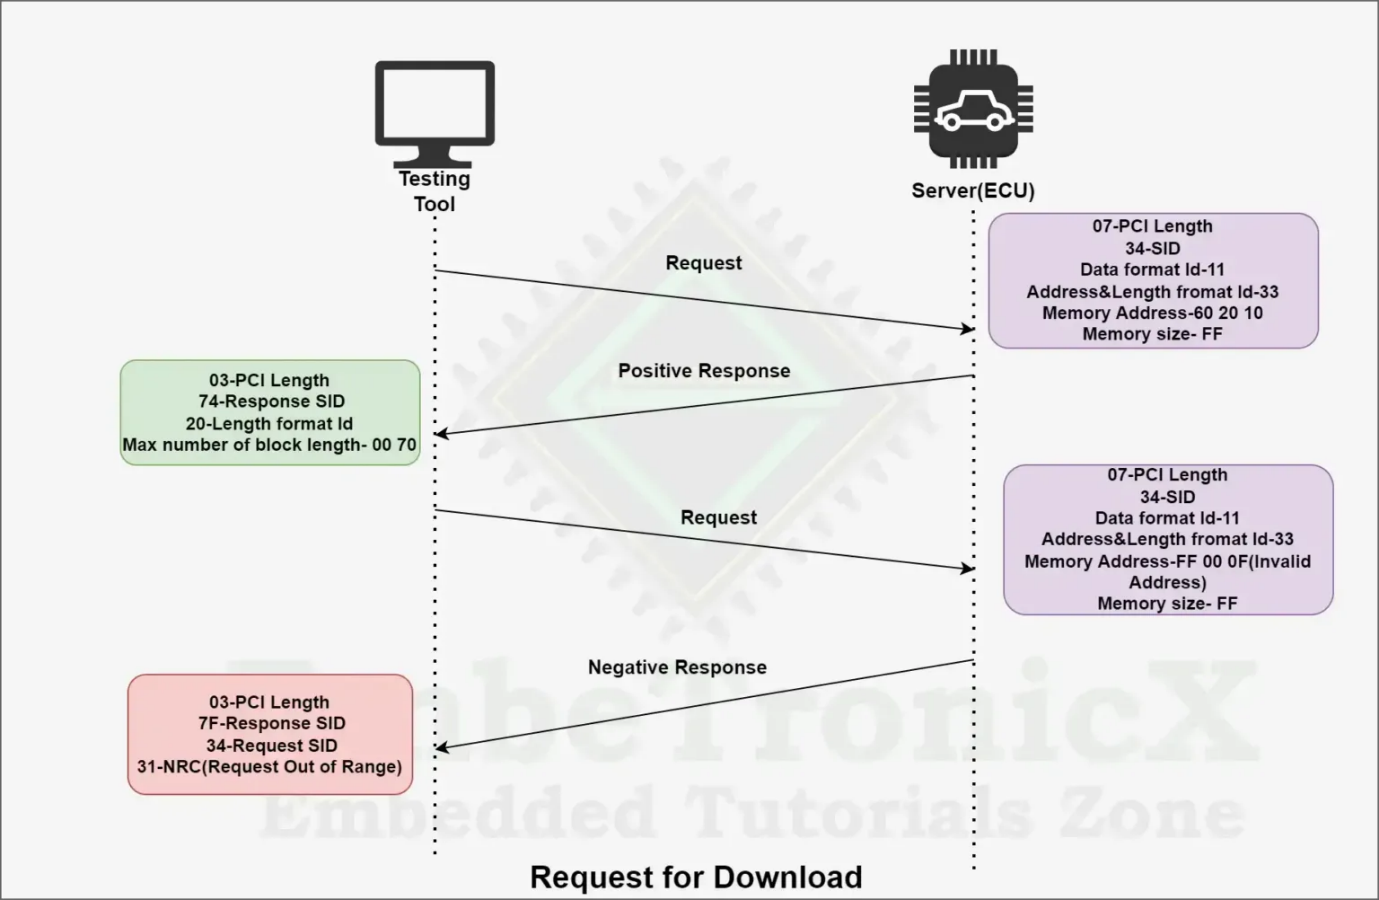 Testing
Tool
Server(ECU)
07-PCI Length
34-SID
Data format Id-11
Address&Length fromat Id-33
Memory Address-60 20 10
Memory size- FF
Request
Positive Response
03-PCI Length
74-Response SID
20-Length format Id
Max number of block length- 00 70
Request
07-PCI Length
34-SID
Data format Id-11
Address&Length fromat Id-33
Memory Address-FF 00 0F(Invalid
Address)
Memory size- FF
Negative Response
03-PCI Length
7F-Response SID
34-Request SID
31-NRC(Request Out of Range)
EmbeTronicX
Embedded Tutorials Zone
Request for Download